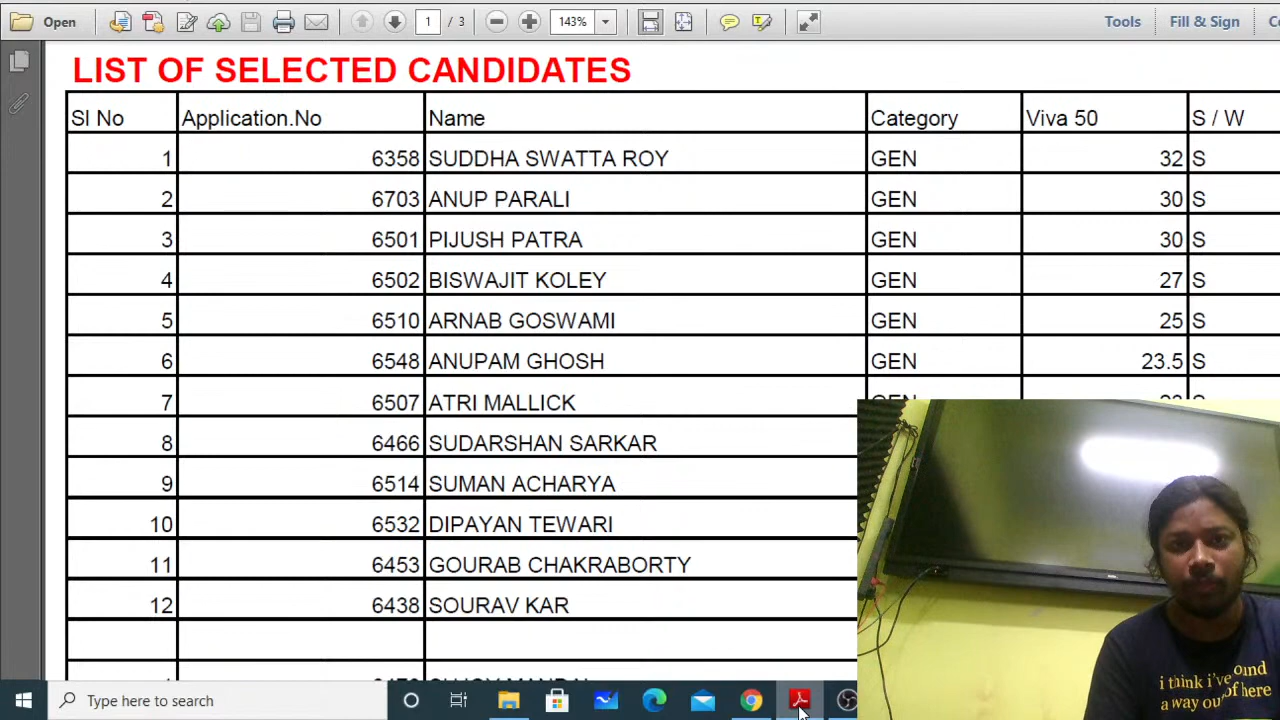 Open 1 / 3 143% Tools Fill & Sign
LIST OF SELECTED CANDIDATES
Sl No Application.No Name Category Viva 50 S / W
1 6358 SUDDHA SWATTA ROY GEN 32 S
2 6703 ANUP PARALI GEN 30 S
3 6501 PIJUSH PATRA GEN 30 S
4 6502 BISWAJIT KOLEY GEN 27 S
5 6510 ARNAB GOSWAMI GEN 25 S
6 6548 ANUPAM GHOSH GEN 23.5 S
7 6507 ATRI MALLICK GEN S
8 6466 SUDARSHAN SARKAR
9 6514 SUMAN ACHARYA
10 6532 DIPAYAN TEWARI
11 6453 GOURAB CHAKRABORTY
12 6438 SOURAV KAR
i think i've
a way out of here
Type here to search